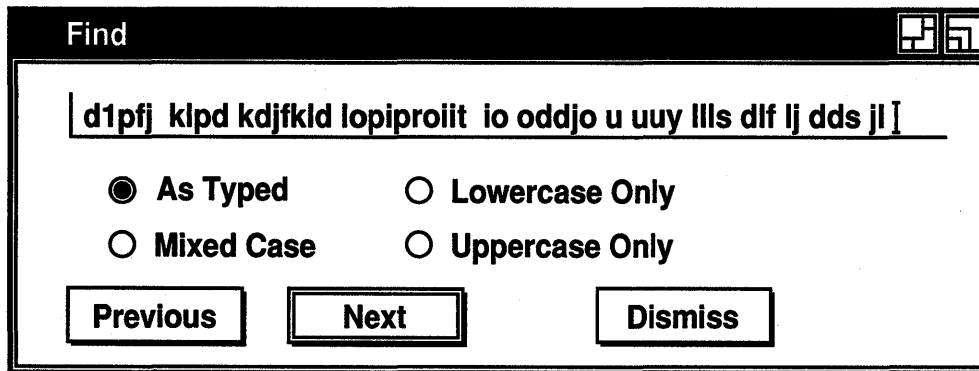 Find
d1pfj klpd kdjfkld lopiproiit io oddjo u uuy llls dlf lj dds jl
As Typed Lowercase Only
Mixed Case Uppercase Only
Previous Next Dismiss